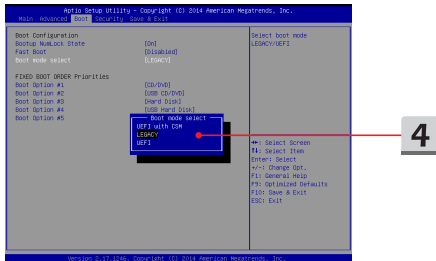 Aptio Setup Utility – Copyright (C) 2014 American Megatrends, Inc.
Main Advanced Boot Security Save & Exit
Boot Configuration
Bootup NumLock State [On]
Fast Boot [Disabled]
Boot mode select [LEGACY]
FIXED BOOT ORDER Priorities
Boot Option #1 [CD/DVD]
Boot Option #2 [USB CD/DVD]
Boot Option #3 [Hard Disk]
Boot Option #4 [USB Hard Disk]
Boot Option #5
Boot mode select
UEFI with CSM
LEGACY
UEFI
Select boot mode
LEGACY/UEFI
→←: Select Screen
↑↓: Select Item
Enter: Select
+/-: Change Opt.
F1: General Help
F9: Optimized Defaults
F10: Save & Exit
ESC: Exit
4
Version 2.17.1246. Copyright (C) 2014 American Megatrends, Inc.